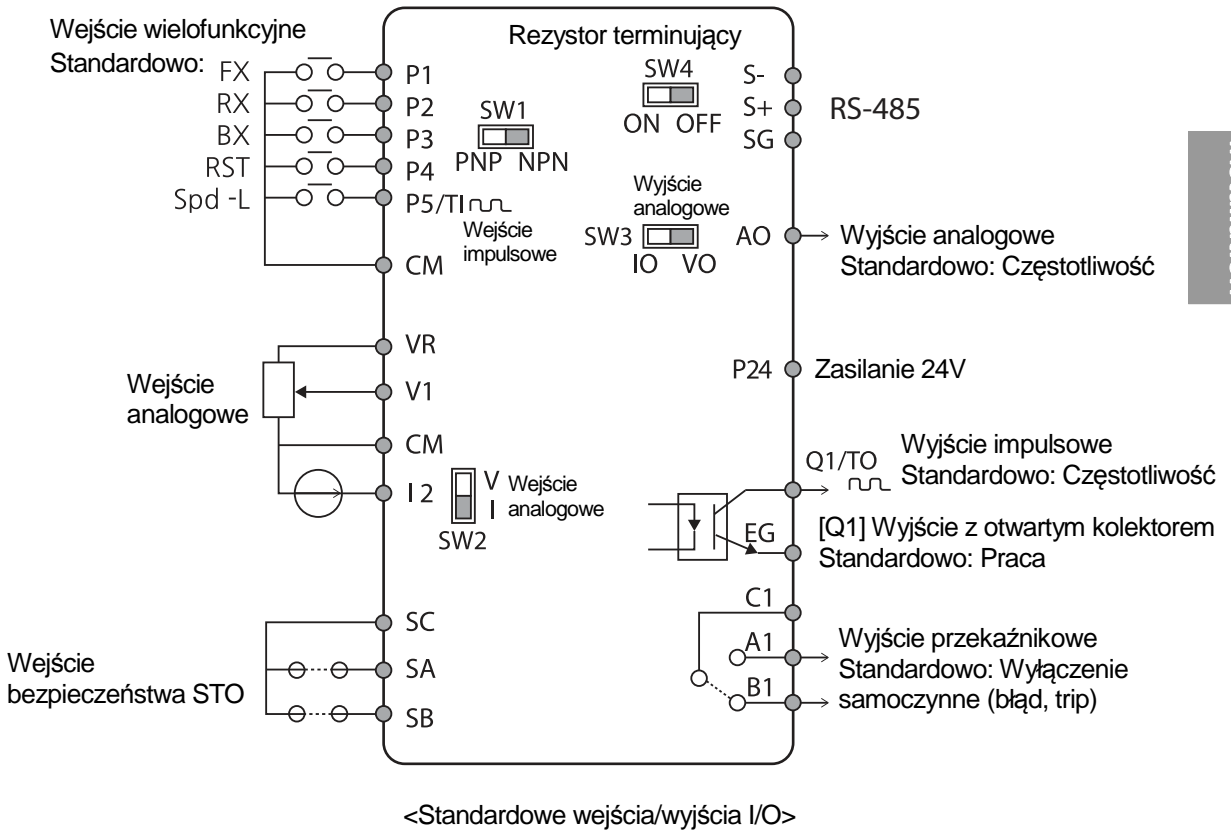 Wejście wielofunkcyjne
Standardowo:
FX
RX
BX
RST
Spd -L
P1
P2
P3
P4
P5/TI
Wejście
impulsowe
CM
SW1
PNP NPN
Rezystor terminujący
SW4
ON OFF
S-
S+
SG
RS-485
Wyjście
analogowe
SW3
IO VO
AO
Wyjście analogowe
Standardowo: Częstotliwość
Wejście
analogowe
VR
V1
CM
I 2
V
I
Wejście
analogowe
SW2
P24
Zasilanie 24V
Q1/TO
Wyjście impulsowe
Standardowo: Częstotliwość
EG
[Q1] Wyjście z otwartym kolektorem
Standardowo: Praca
C1
A1
B1
Wyjście przekaźnikowe
Standardowo: Wyłączenie
samoczynne (błąd, trip)
Wejście
bezpieczeństwa STO
SC
SA
SB
<Standardowe wejścia/wyjścia I/O>